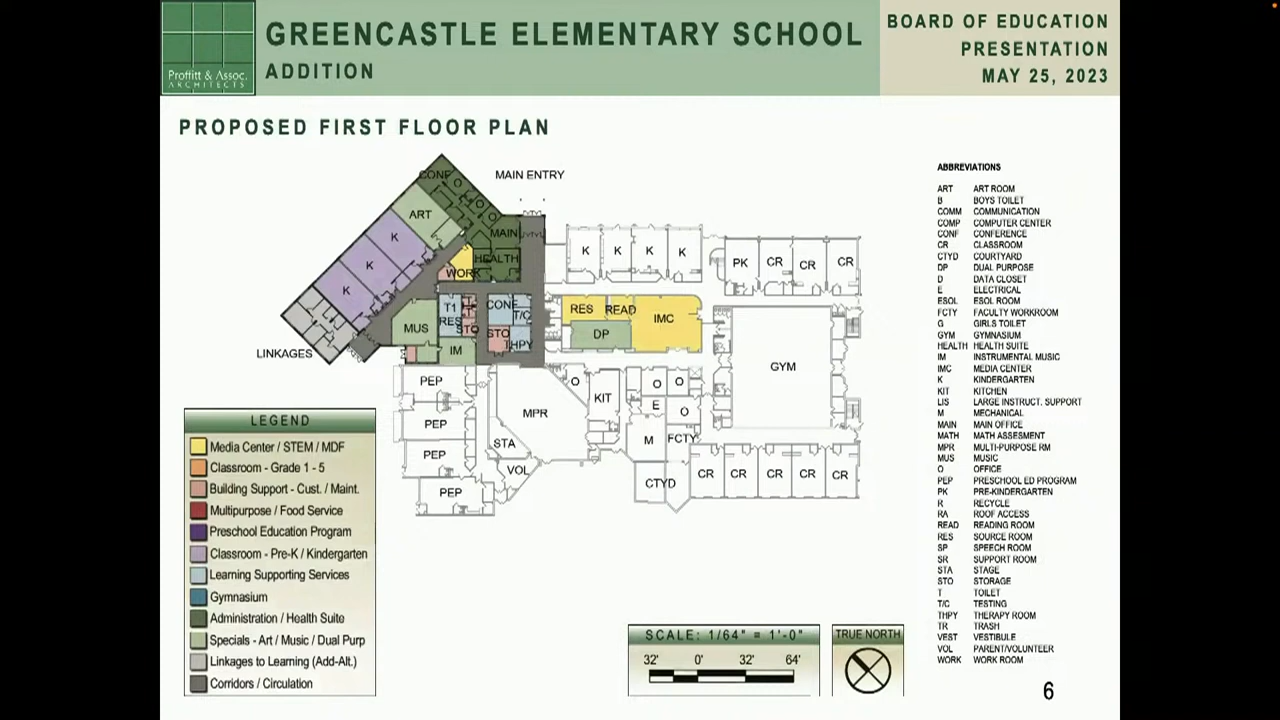 Proffitt & Assoc.
ARCHITECTS
GREENCASTLE ELEMENTARY SCHOOL
ADDITION
BOARD OF EDUCATION
PRESENTATION
MAY 25, 2023
PROPOSED FIRST FLOOR PLAN
CONF
O
O
O
MAIN ENTRY
ART
MAIN
K
K
K
HEALTH
WORK
LINKAGES
K
K
K
K
PK
CR
CR
CR
T1
RES
T
T
STO
CONF
T/C
STO
THPY
MUS
IM
RES
READ
IMC
DP
GYM
PEP
PEP
PEP
PEP
MPR
STA
VOL
O
KIT
O
O
E
O
M
FCTY
CTYD
CR
CR
CR
CR
CR
LEGEND
Media Center / STEM / MDF
Classroom - Grade 1 - 5
Building Support - Cust. / Maint.
Multipurpose / Food Service
Preschool Education Program
Classroom - Pre-K / Kindergarten
Learning Supporting Services
Gymnasium
Administration / Health Suite
Specials - Art / Music / Dual Purp
Linkages to Learning (Add-Alt.)
Corridors / Circulation
SCALE: 1/64" = 1'-0"
32' 0' 32' 64'
TRUE NORTH
ABBREVIATIONS
ART ART ROOM
B BOYS TOILET
COMM COMMUNICATION
COMP COMPUTER CENTER
CONF CONFERENCE
CR CLASSROOM
CTYD COURTYARD
DP DUAL PURPOSE
D DATA CLOSET
E ELECTRICAL
ESOL ESOL ROOM
FCTY FACULTY WORKROOM
G GIRLS TOILET
GYM GYMNASIUM
HEALTH HEALTH SUITE
IM INSTRUMENTAL MUSIC
IMC MEDIA CENTER
K KINDERGARTEN
KIT KITCHEN
LIS LARGE INSTRUCT. SUPPORT
M MECHANICAL
MAIN MAIN OFFICE
MATH MATH ASSESMENT
MPR MULTI-PURPOSE RM
MUS MUSIC
O OFFICE
PEP PRESCHOOL ED PROGRAM
PK PRE-KINDERGARTEN
R RECYCLE
RA ROOF ACCESS
READ READING ROOM
RES SOURCE ROOM
SP SPEECH ROOM
SR SUPPORT ROOM
STA STAGE
STO STORAGE
T TOILET
T/C TESTING
THPY THERAPY ROOM
TR TRASH
VEST VESTIBULE
VOL PARENT/VOLUNTEER
WORK WORK ROOM
6